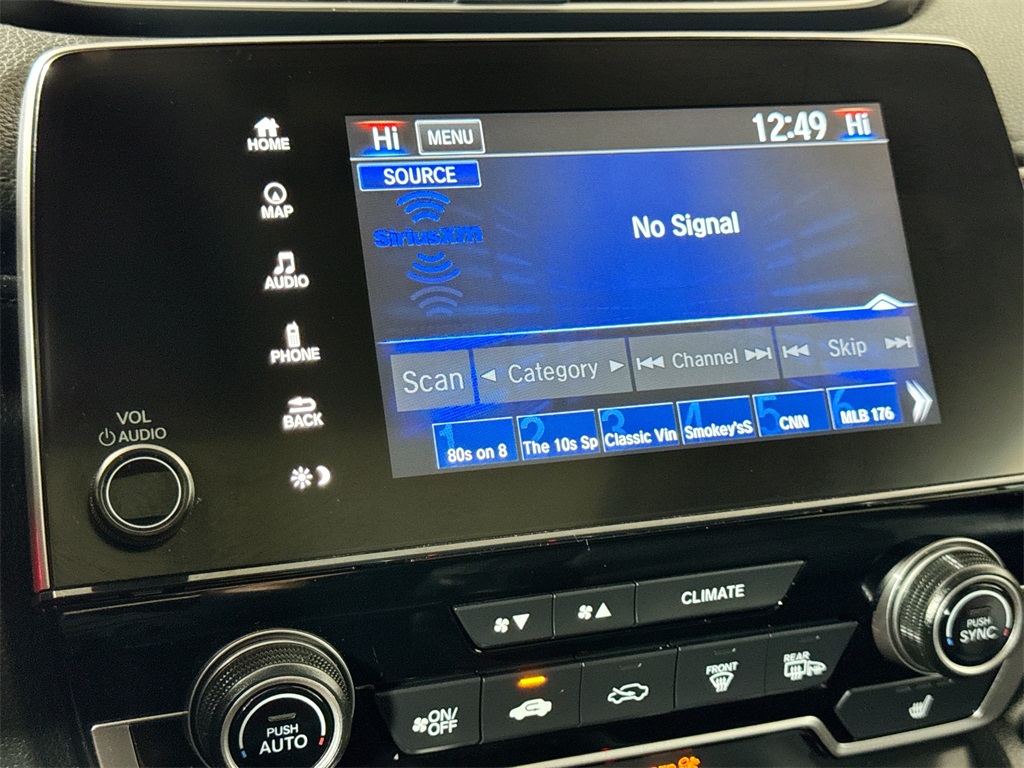 HOME
MAP
AUDIO
PHONE
BACK
VOL
AUDIO
Hi
MENU
12:49
Hi
SOURCE
SiriusXM
No Signal
Scan
Category
Channel
Skip
1
80s on 8
2
The 10s Sp
3
Classic Vin
4
Smokey'sS
5
CNN
6
MLB 176
CLIMATE
PUSH
AUTO
ON/
OFF
FRONT
REAR
PUSH
SYNC